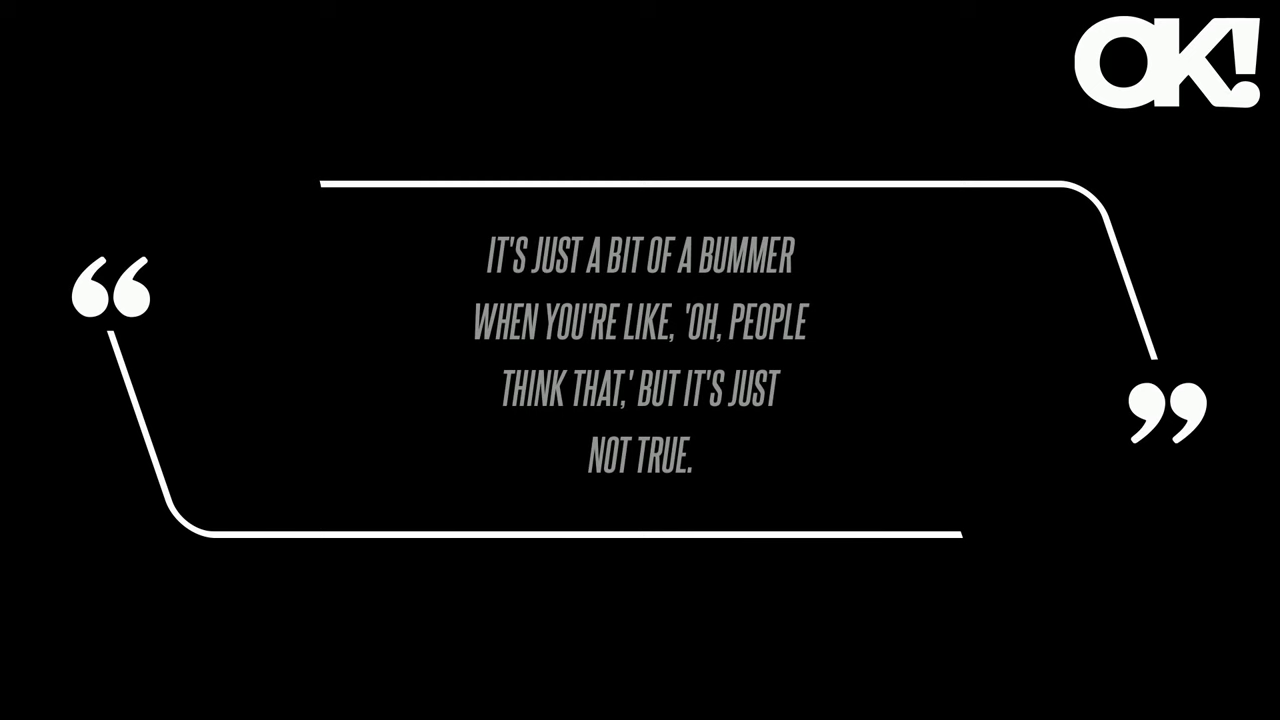 OK!
“
IT'S JUST A BIT OF A BUMMER
WHEN YOU'RE LIKE, 'OH, PEOPLE
THINK THAT,' BUT IT'S JUST
NOT TRUE.
”